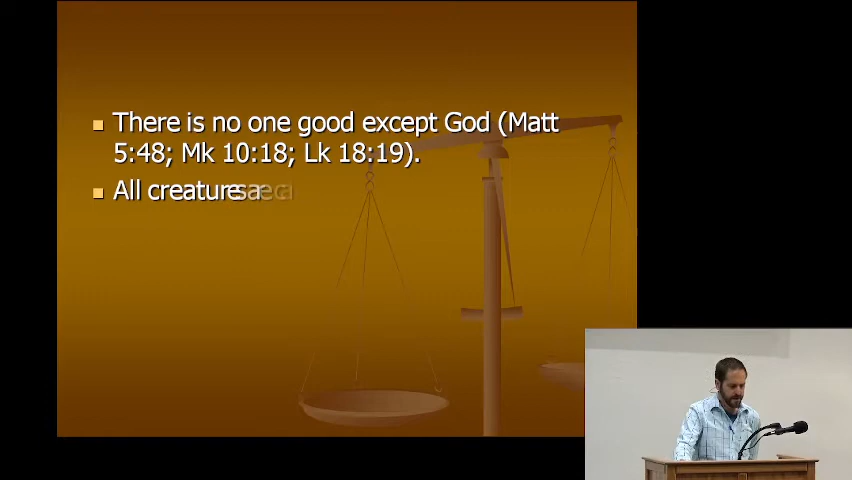 There is no one good except God (Matt
5:48; Mk 10:18; Lk 18:19).
All creatures a